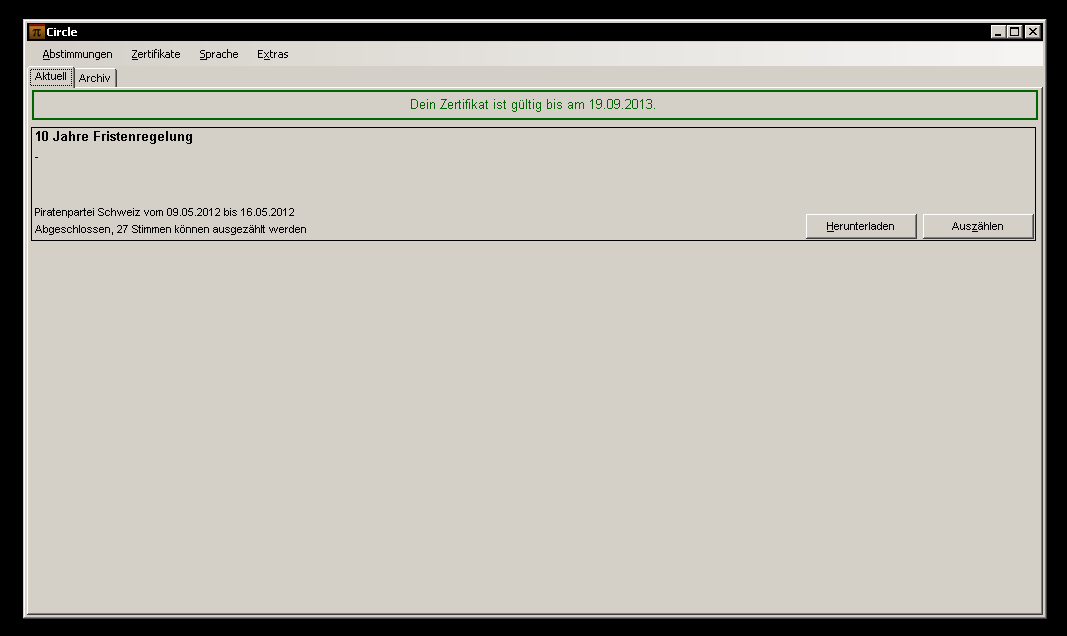 π Circle
Abstimmungen Zertifikate Sprache Extras
Aktuell Archiv
Dein Zertifikat ist gültig bis am 19.09.2013.
10 Jahre Fristenregelung
-
Piratenpartei Schweiz vom 09.05.2012 bis 16.05.2012
Abgeschlossen, 27 Stimmen können ausgezählt werden
Herunterladen Auszählen